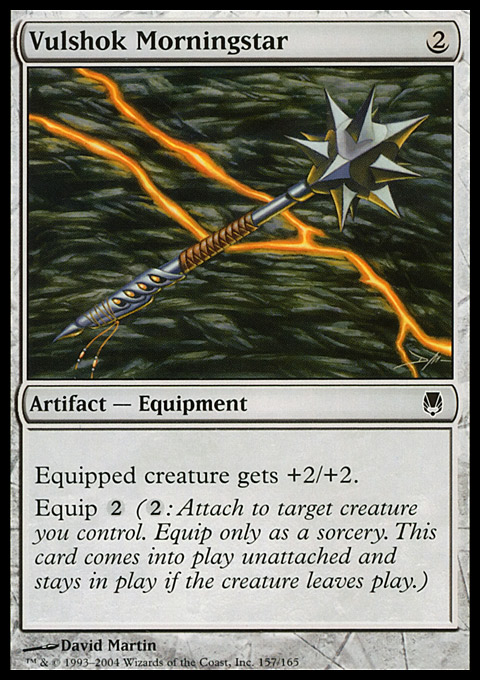 Vulshok Morningstar 2
Artifact — Equipment
Equipped creature gets +2/+2.
Equip 2 (2: Attach to target creature
you control. Equip only as a sorcery. This
card comes into play unattached and
stays in play if the creature leaves play.)
David Martin
™ & © 1993–2004 Wizards of the Coast, Inc. 157/165